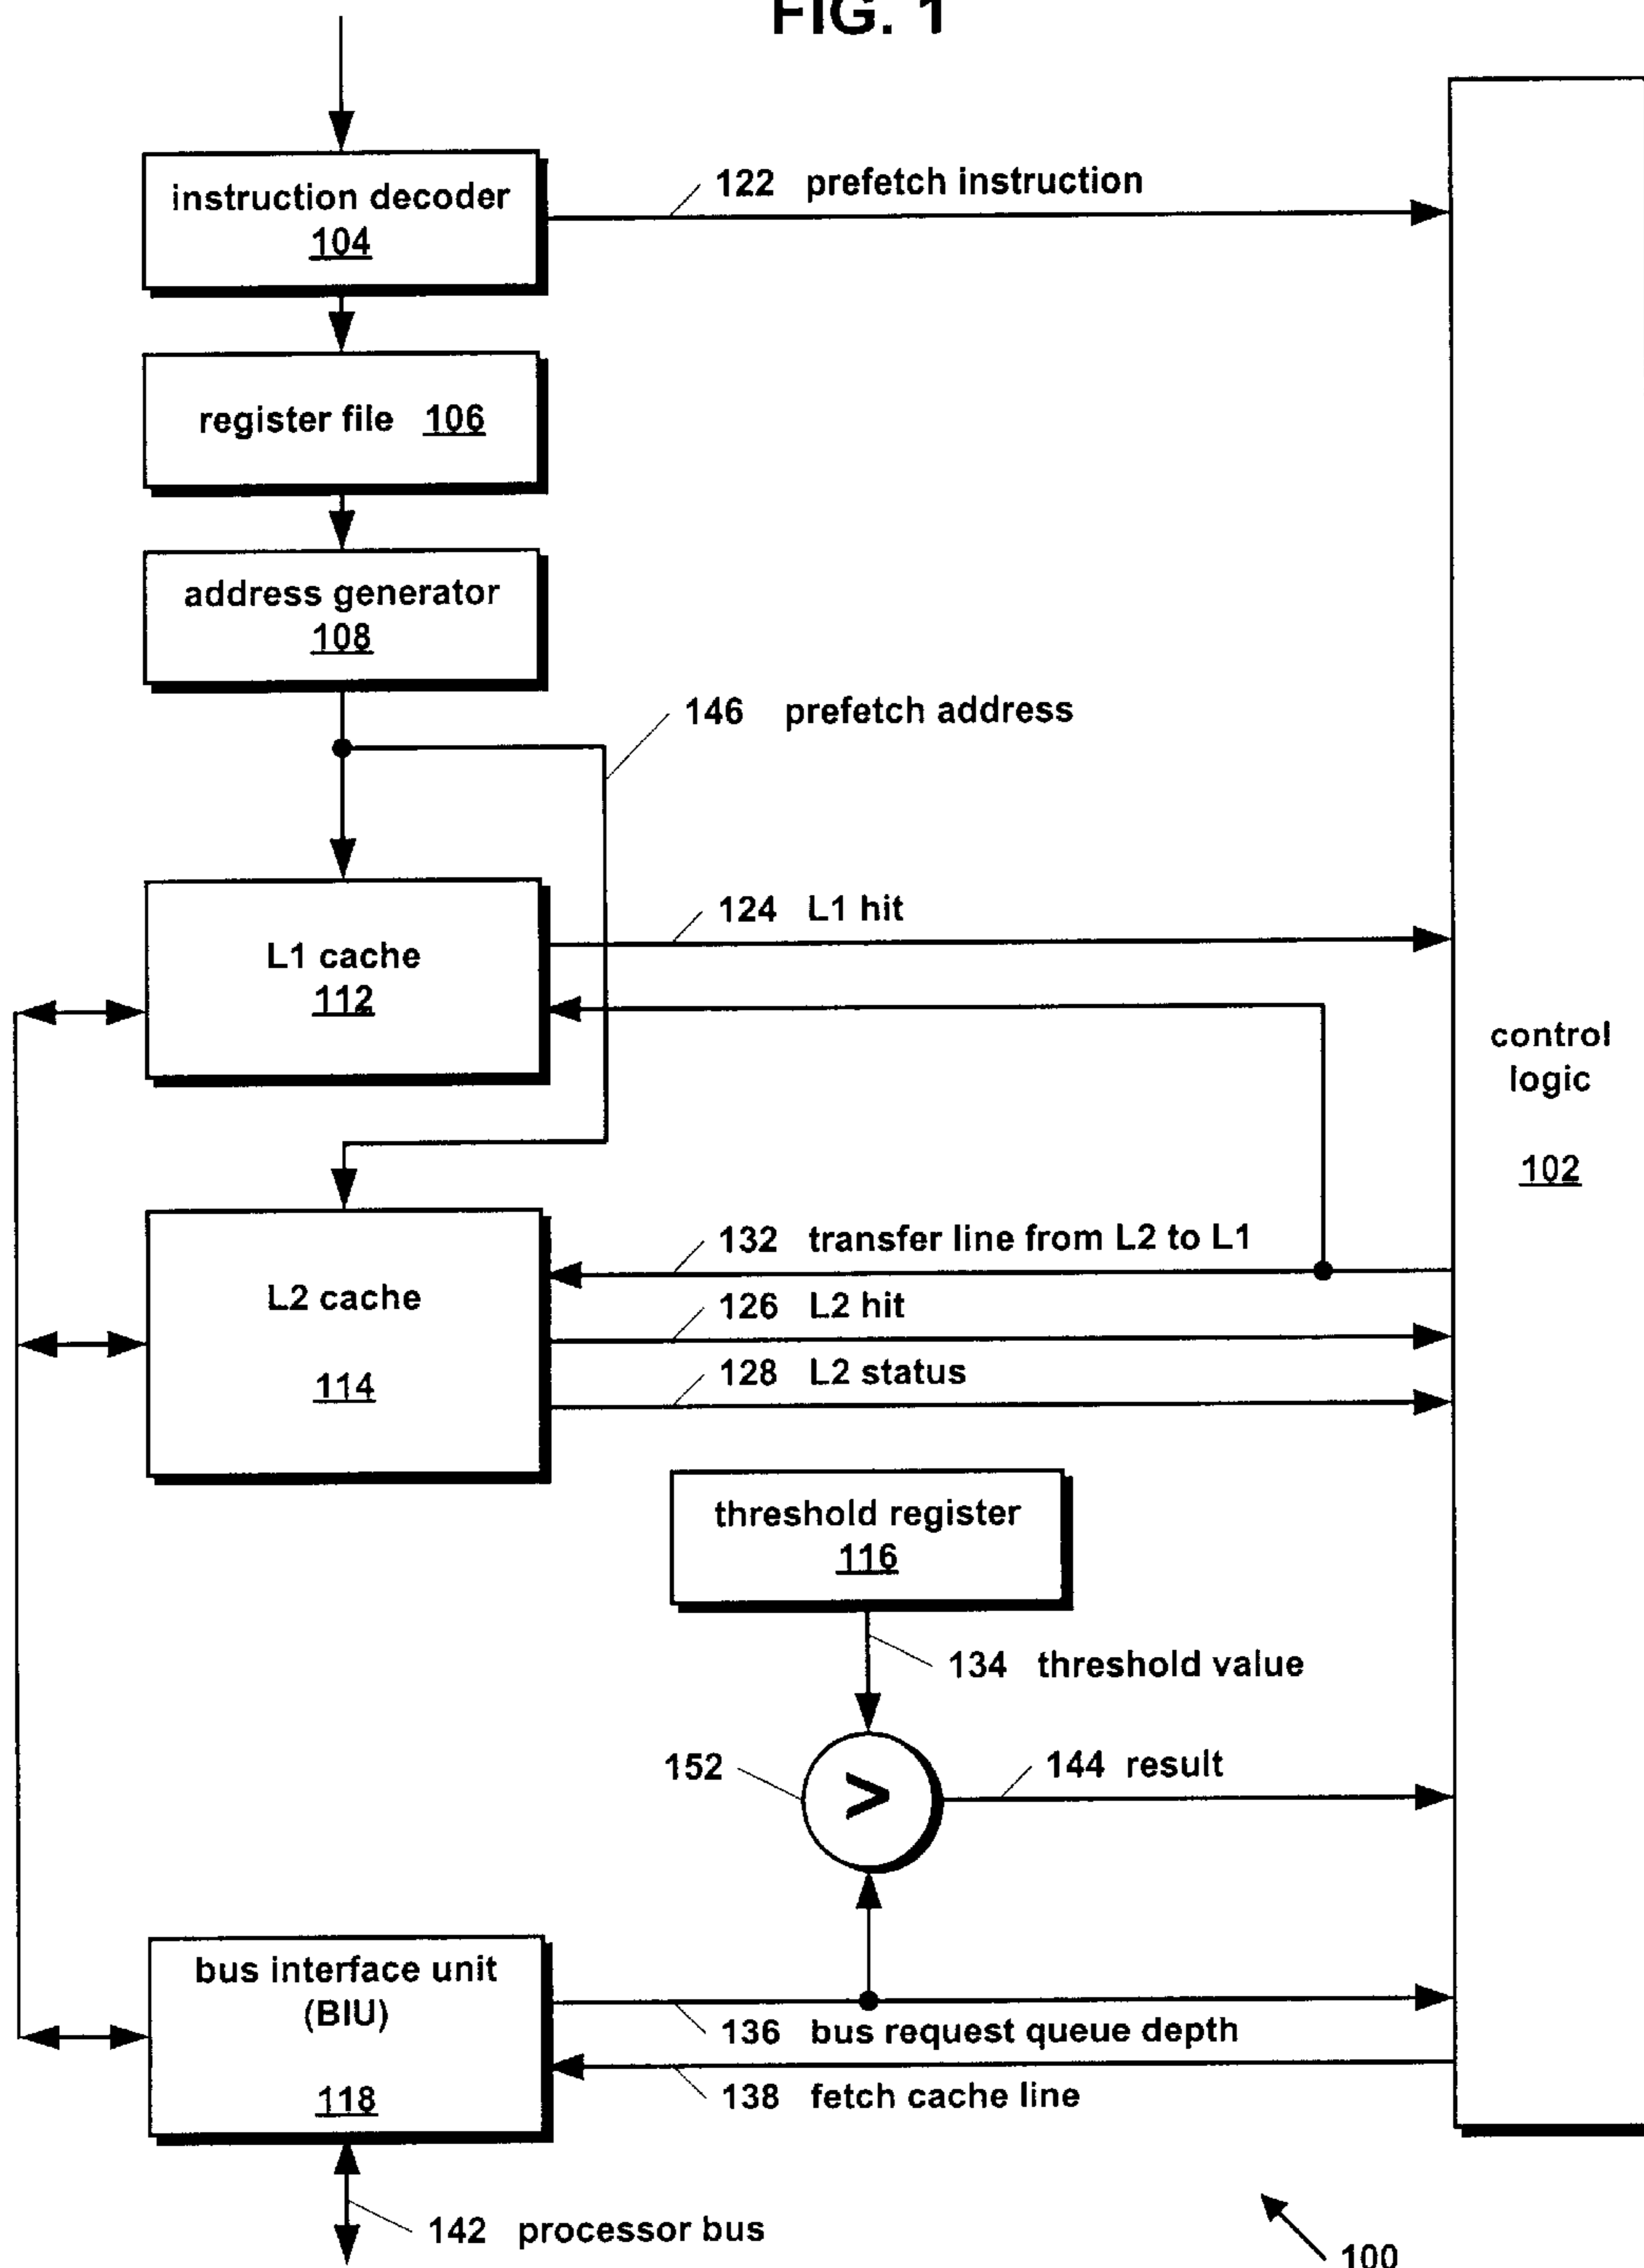 FIG. 1
instruction decoder
104
122 prefetch instruction
register file 106
address generator
108
146 prefetch address
124 L1 hit
L1 cache
112
control
logic
102
132 transfer line from L2 to L1
L2 cache
126 L2 hit
114
128 L2 status
threshold register
116
134 threshold value
152
>
144 result
bus interface unit
(BIU)
118
136 bus request queue depth
138 fetch cache line
142 processor bus
100